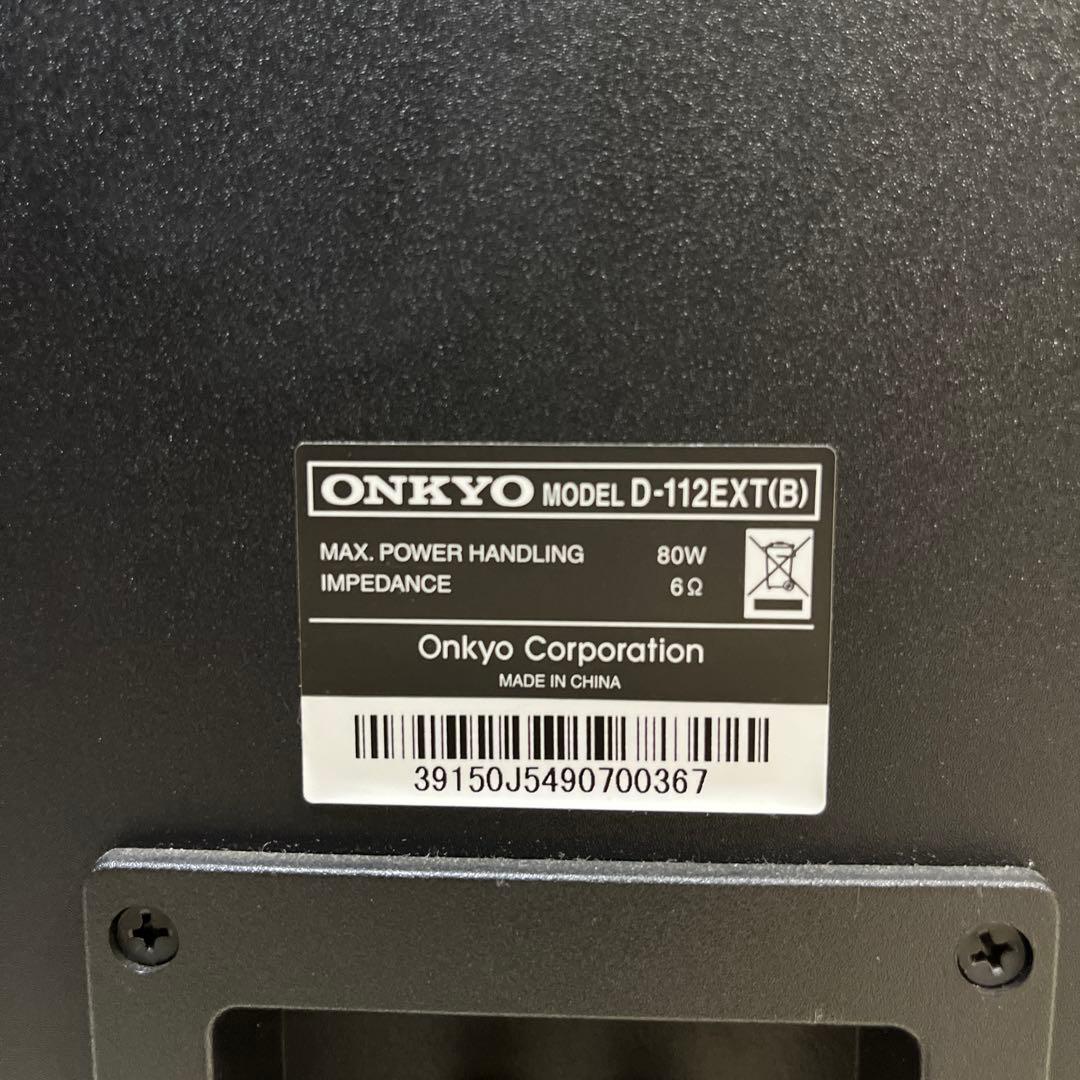 ONKYO MODEL D-112EXT(B)
MAX. POWER HANDLING 80W
IMPEDANCE 6Ω
Onkyo Corporation
MADE IN CHINA
39150J5490700367